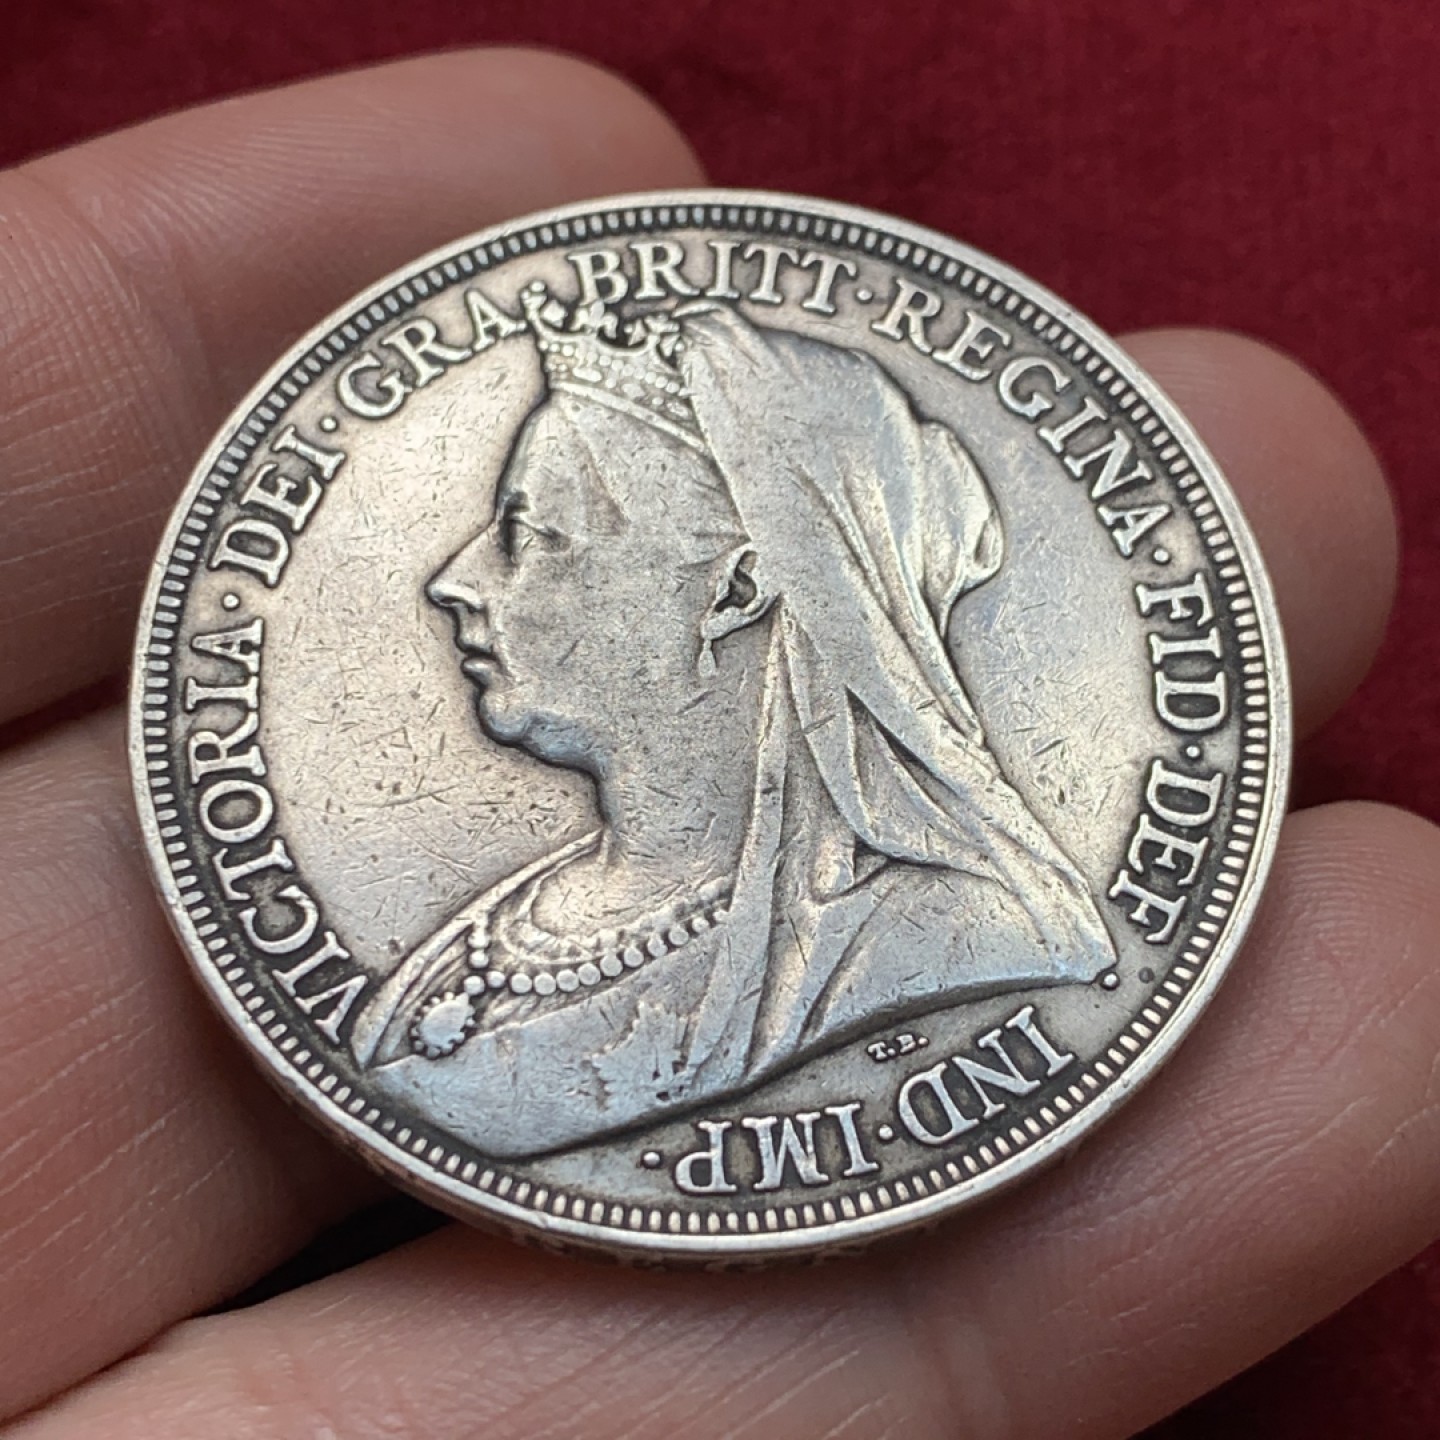 VICTORIA · DEI · GRA BRITT · REGINA · FID · DEF · IND · IMP ·
T.B.